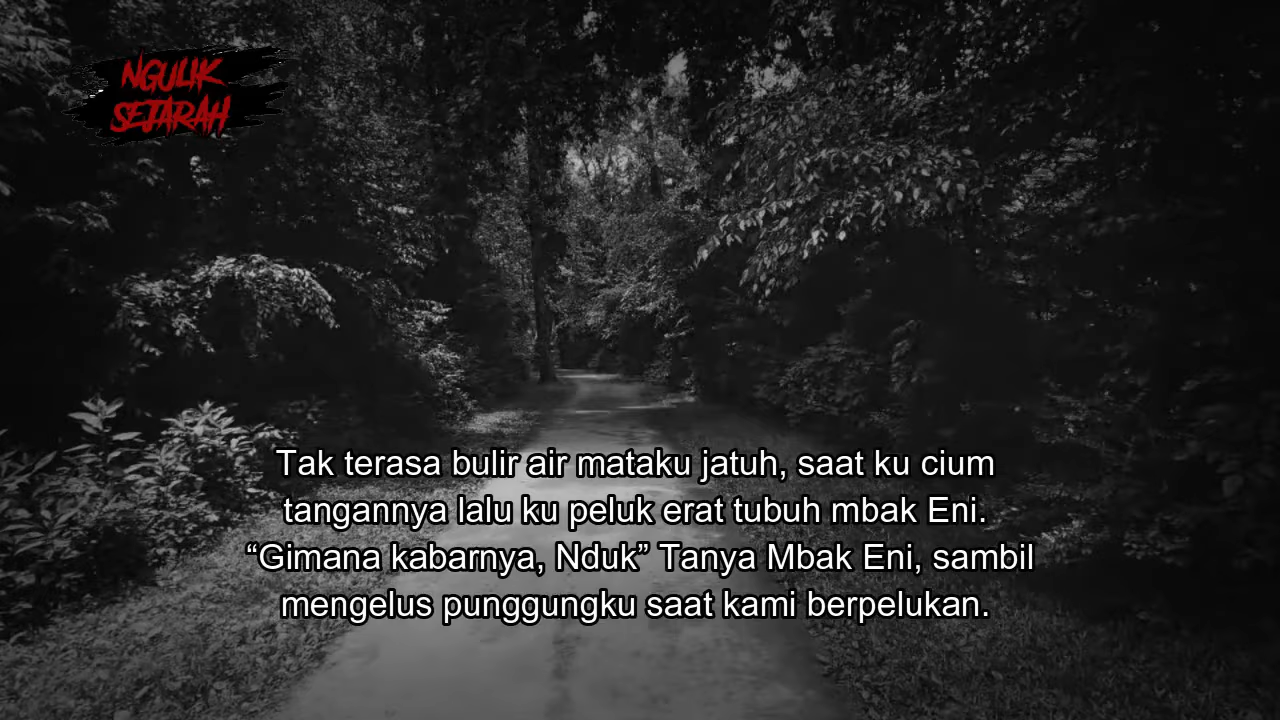 NGULIK
SEJARAH
Tak terasa bulir air mataku jatuh, saat ku cium
tangannya lalu ku peluk erat tubuh mbak Eni.
“Gimana kabarnya, Nduk” Tanya Mbak Eni, sambil
mengelus punggungku saat kami berpelukan.